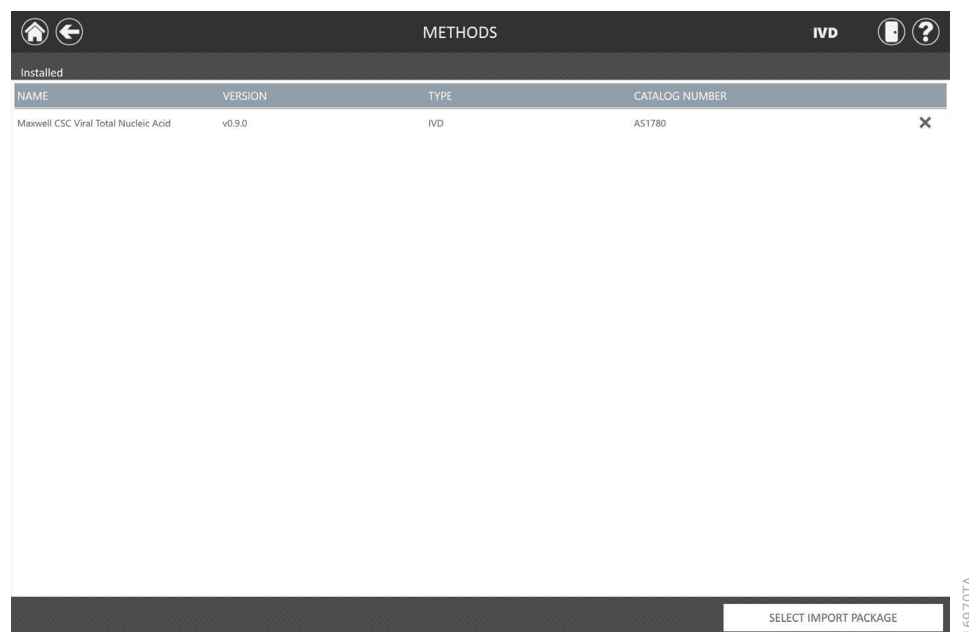 METHODS IVD ?
Installed
NAME VERSION TYPE CATALOG NUMBER
Maxwell CSC Viral Total Nucleic Acid v0.9.0 IVD AS1780
SELECT IMPORT PACKAGE